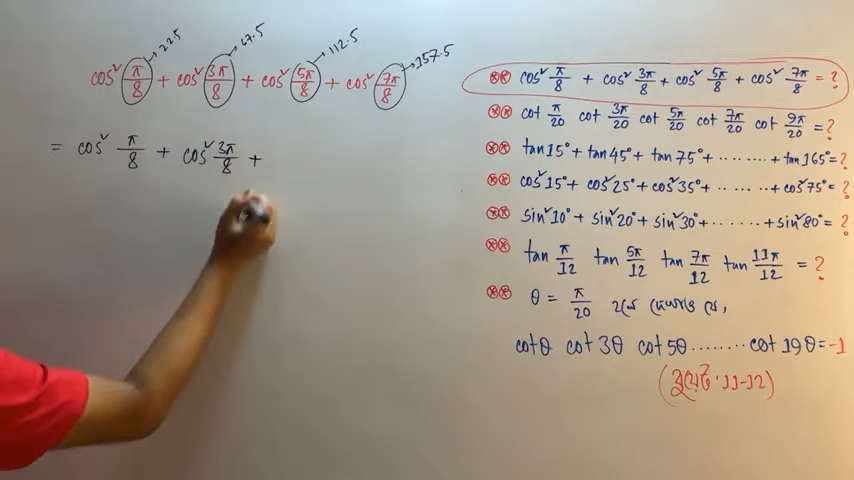 22.5 67.5 112.5 157.5
cos² π/8 + cos² 3π/8 + cos² 5π/8 + cos² 7π/8
= cos² π/8 + cos² 3π/8 +
⊛⊛ cos² π/8 + cos² 3π/8 + cos² 5π/8 + cos² 7π/8 = ?
⊛⊛ cot π/20 cot 3π/20 cot 5π/20 cot 7π/20 cot 9π/20 = ?
⊛⊛ tan 15° + tan 45° + tan 75° + ........ + tan 165° = ?
⊛⊛ cos² 15° + cos² 25° + cos² 35° + ........ + cos² 75° = ?
⊛⊛ sin² 10° + sin² 20° + sin² 30° + ........ + sin² 80° = ?
⊛⊛ tan π/12 tan 5π/12 tan 7π/12 tan 11π/12 = ?
⊛⊛ θ = π/20 হলে দেখাও যে,
cotθ cot 3θ cot 5θ ........ cot 19θ = -1
(বুয়েট '11-12)